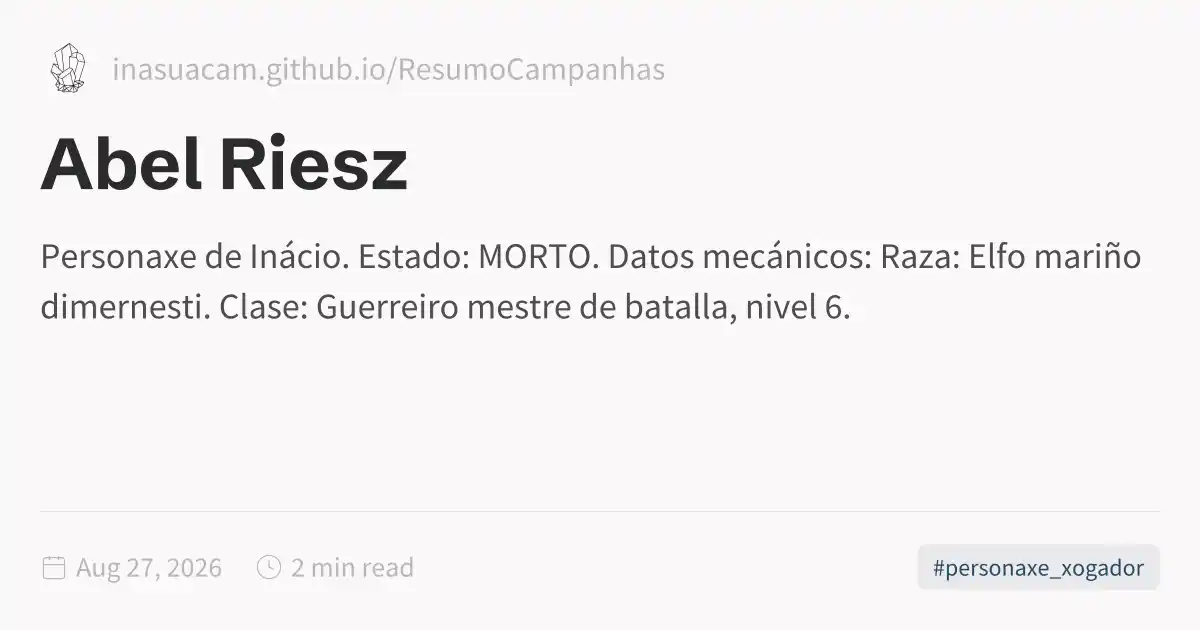 inasuacam.github.io/ResumoCampanhas
Abel Riesz
Personaxe de Inácio. Estado: MORTO. Datos mecánicos: Raza: Elfo mariño
dimernesti. Clase: Guerreiro mestre de batalla, nivel 6.
Aug 27, 2026 2 min read #personaxe_xogador